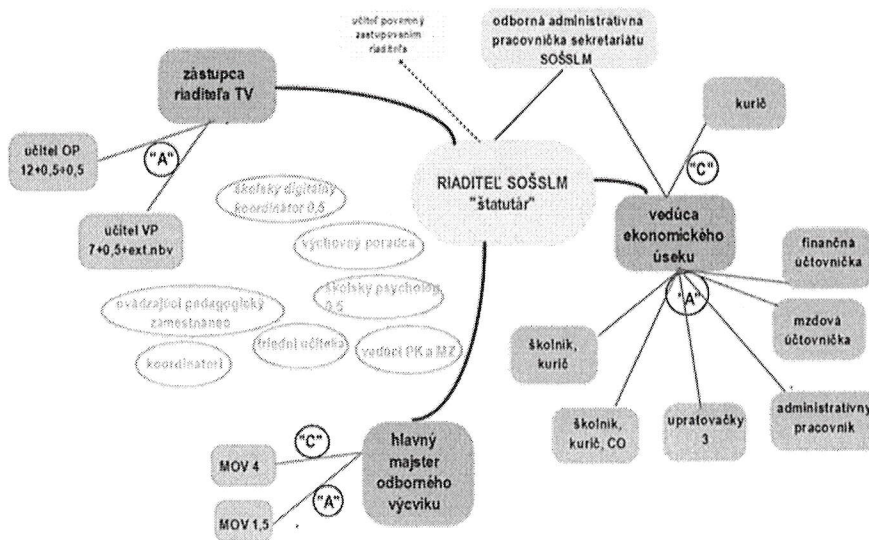 učiteľ poverený
zastupovaním
riaditeľa
odborná administratívna
pracovníčka sekretariátu
SOŠSLM
zástupca
riaditeľa TV
kurič
"C"
učiteľ OP
12+0,5+0,5
"A"
školský digitálny
koordinátor 0,5
RIADITEĽ SOŠSLM
"štatutár"
vedúca
ekonomického
úseku
učiteľ VP
7+0,5+ext.nbv
výchovný poradca
finančná
účtovníčka
"A"
školský psychológ
0,5
uvádzajúci pedagogický
zamestnanec
mzdová
účtovníčka
triedni učitelia
vedúci PK a MZ
koordinátori
školník,
kurič
školník,
kurič, CO
upratovačky
3
administratívny
pracovník
hlavný
majster
odborného
výcviku
"C"
MOV 4
"A"
MOV 1,5